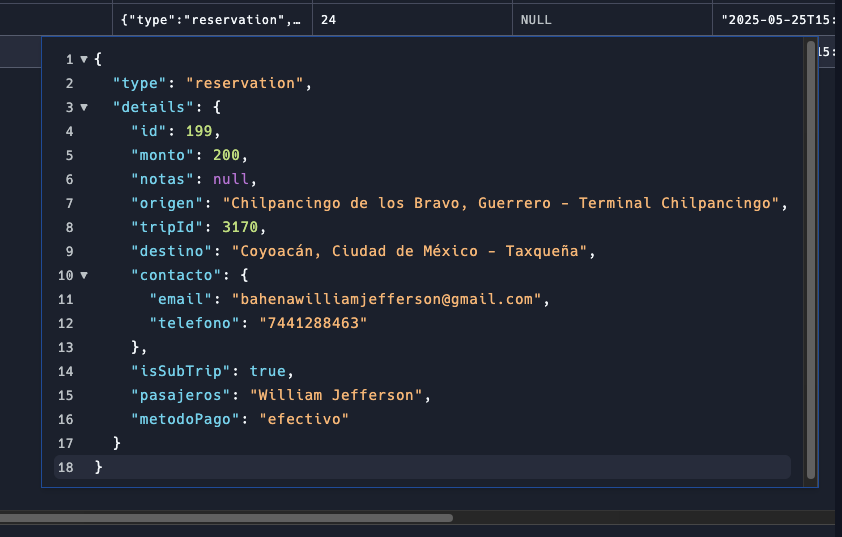 {"type":"reservation",… 24 NULL "2025-05-25T15:
15:
1 {
2 "type": "reservation",
3 "details": {
4 "id": 199,
5 "monto": 200,
6 "notas": null,
7 "origen": "Chilpancingo de los Bravo, Guerrero - Terminal Chilpancingo",
8 "tripId": 3170,
9 "destino": "Coyoacán, Ciudad de México - Taxqueña",
10 "contacto": {
11 "email": "bahenawilliamjefferson@gmail.com",
12 "telefono": "7441288463"
13 },
14 "isSubTrip": true,
15 "pasajeros": "William Jefferson",
16 "metodoPago": "efectivo"
17 }
18 }